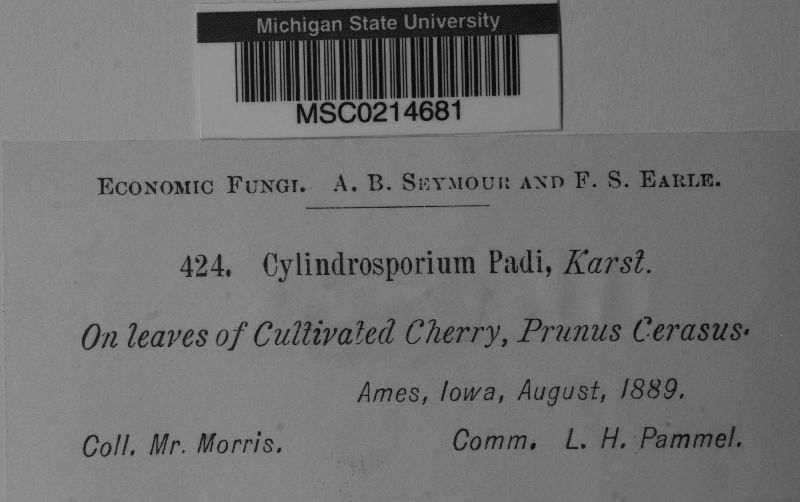 Michigan State University
MSC0214681
ECONOMIC FUNGI. A. B. SEYMOUR AND F. S. EARLE.
424. Cylindrosporium Padi, Karst.
On leaves of Cultivated Cherry, Prunus Cerasus.
Ames, Iowa, August, 1889.
Coll. Mr. Morris. Comm. L. H. Pammel.